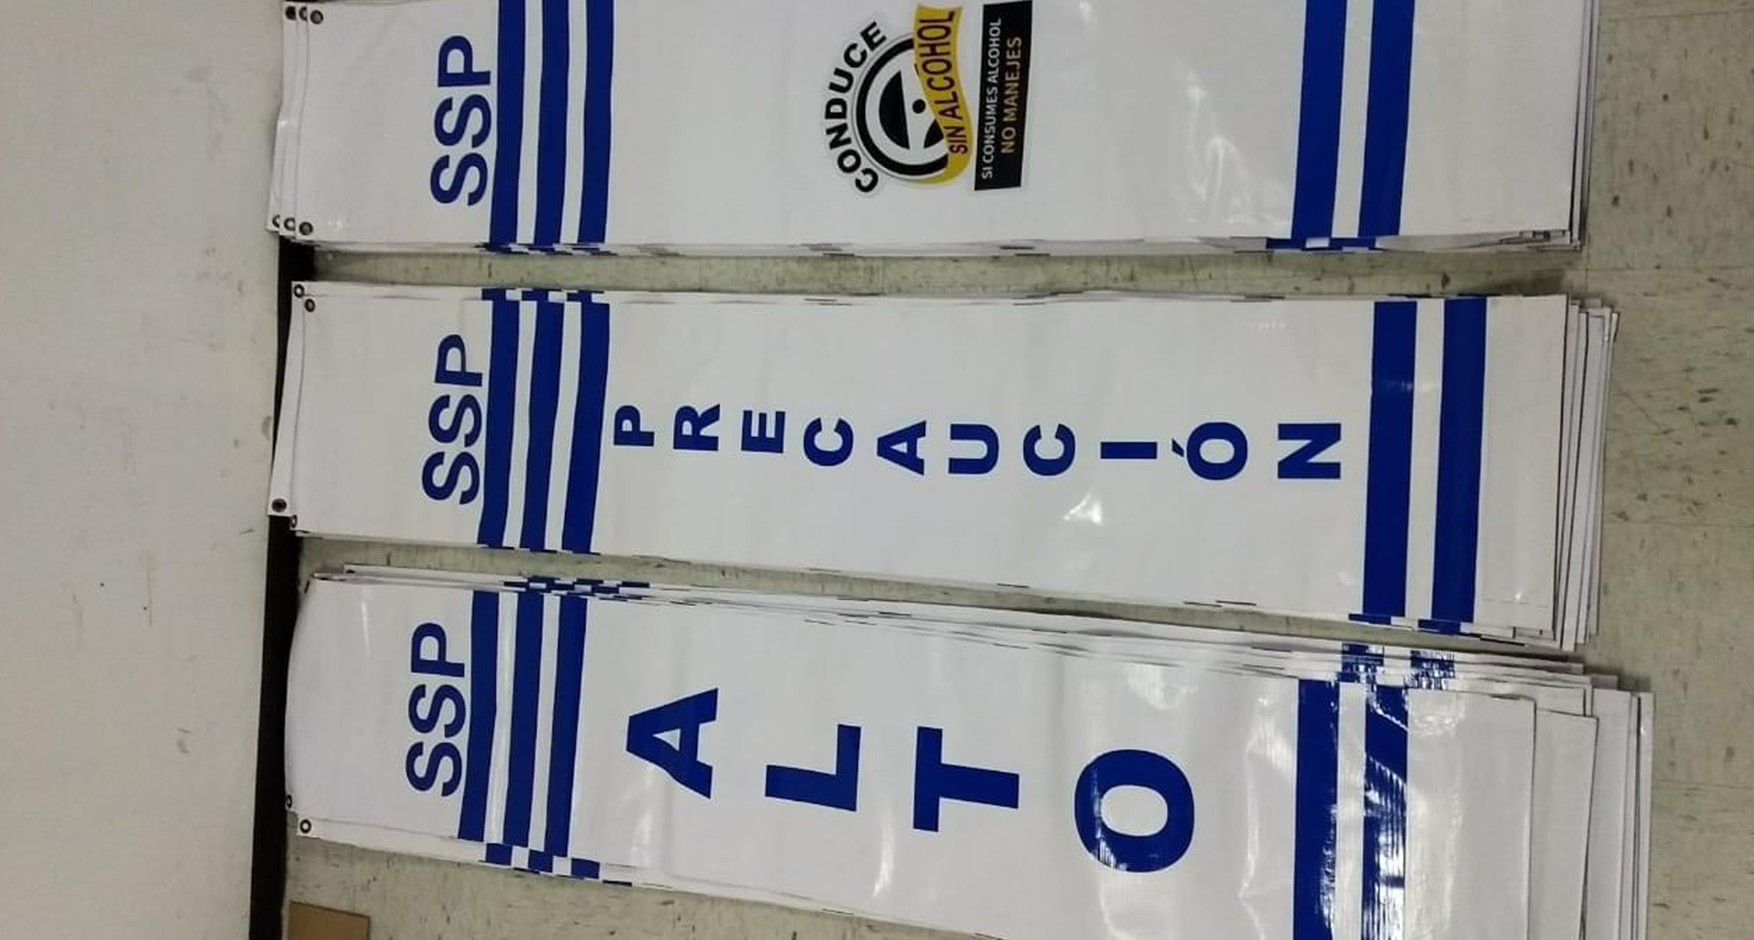 SSP
CONDUCE
SIN ALCOHOL
SI CONSUMES ALCOHOL
NO MANEJES
SSP
PRECAUCIÓN
SSP
ALTO